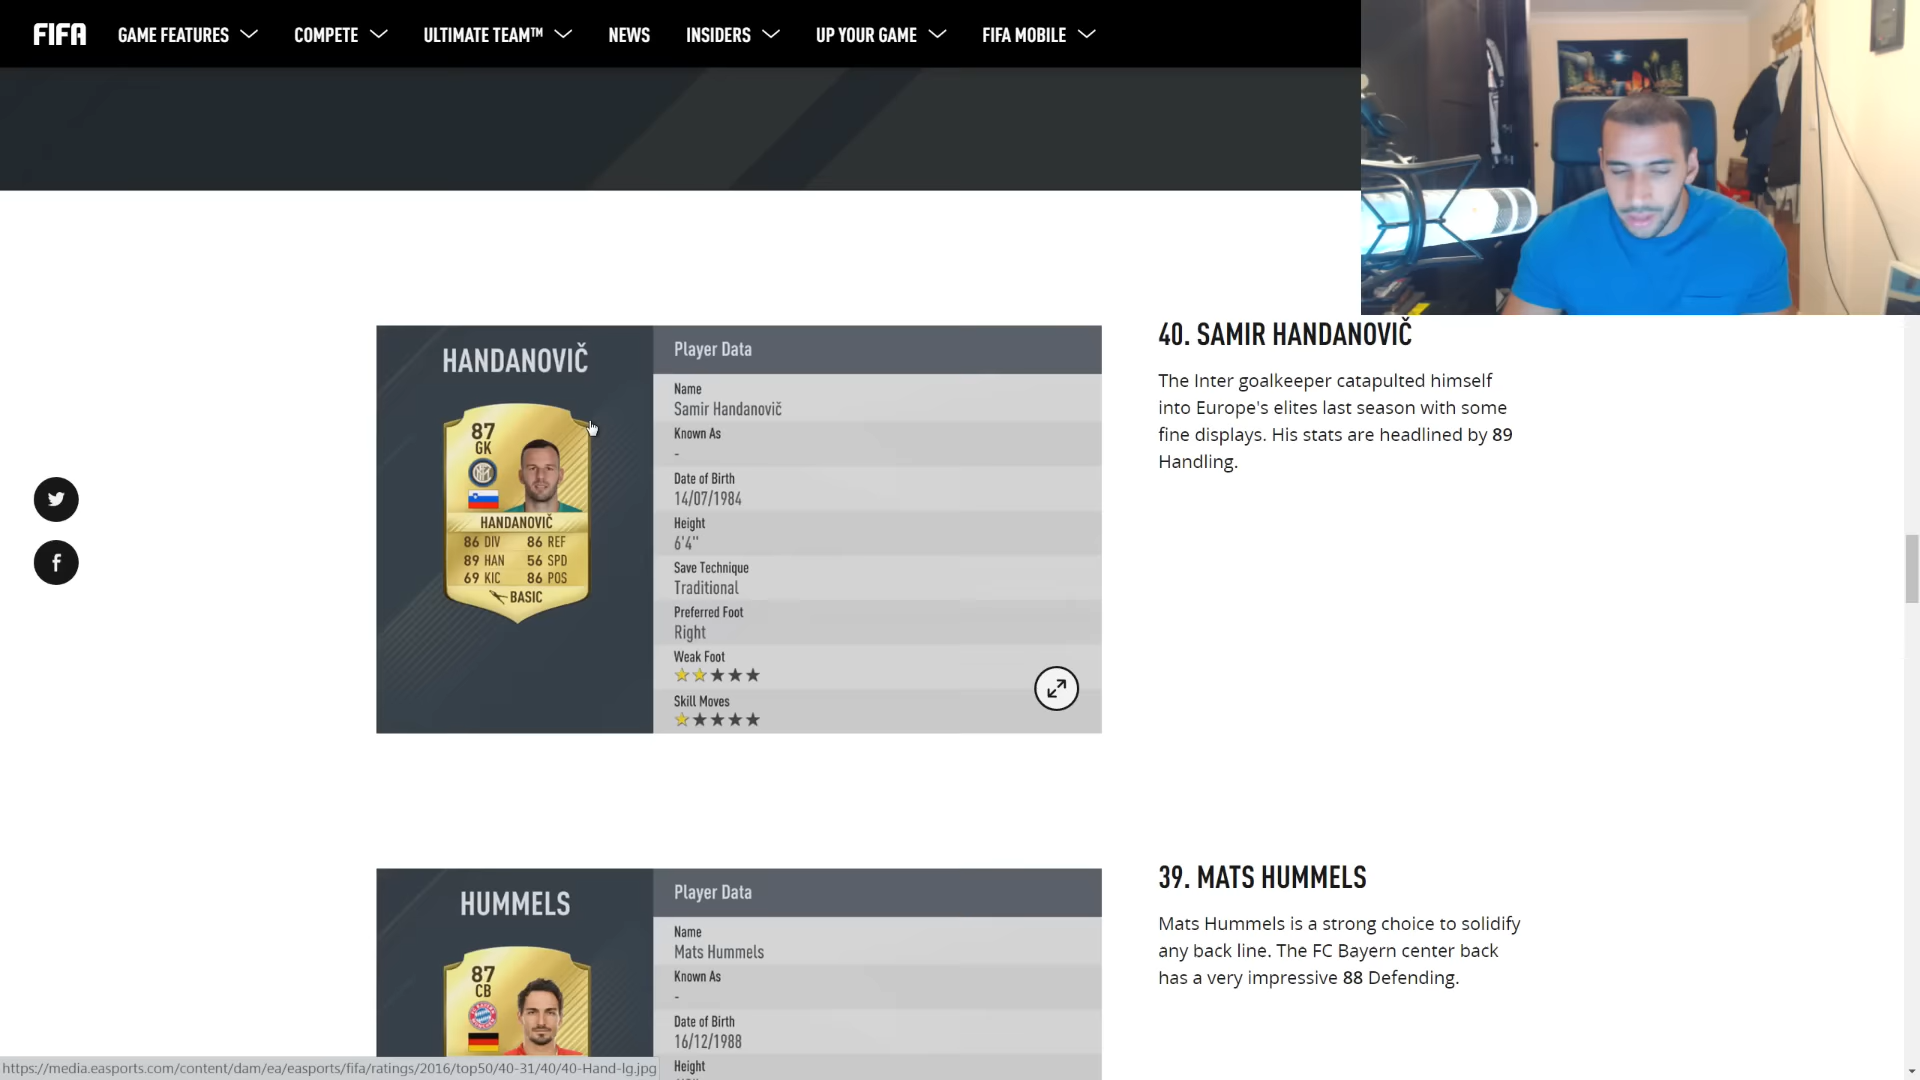 FIFA
GAME FEATURES
COMPETE
ULTIMATE TEAM™
NEWS
INSIDERS
UP YOUR GAME
FIFA MOBILE
HANDANOVIČ
87
GK
HANDANOVIČ
86 DIV 86 REF
89 HAN 56 SPD
69 KIC 86 POS
BASIC
Player Data
Name
Samir Handanovič
Known As
-
Date of Birth
14/07/1984
Height
6'4"
Save Technique
Traditional
Preferred Foot
Right
Weak Foot
Skill Moves
40. SAMIR HANDANOVIČ
The Inter goalkeeper catapulted himself
into Europe's elites last season with some
fine displays. His stats are headlined by 89
Handling.
HUMMELS
87
CB
Player Data
Name
Mats Hummels
Known As
-
Date of Birth
16/12/1988
Height
39. MATS HUMMELS
Mats Hummels is a strong choice to solidify
any back line. The FC Bayern center back
has a very impressive 88 Defending.
https://media.easports.com/content/dam/ea/easports/fifa/ratings/2016/top50/40-31/40/40-Hand-lg.jpg